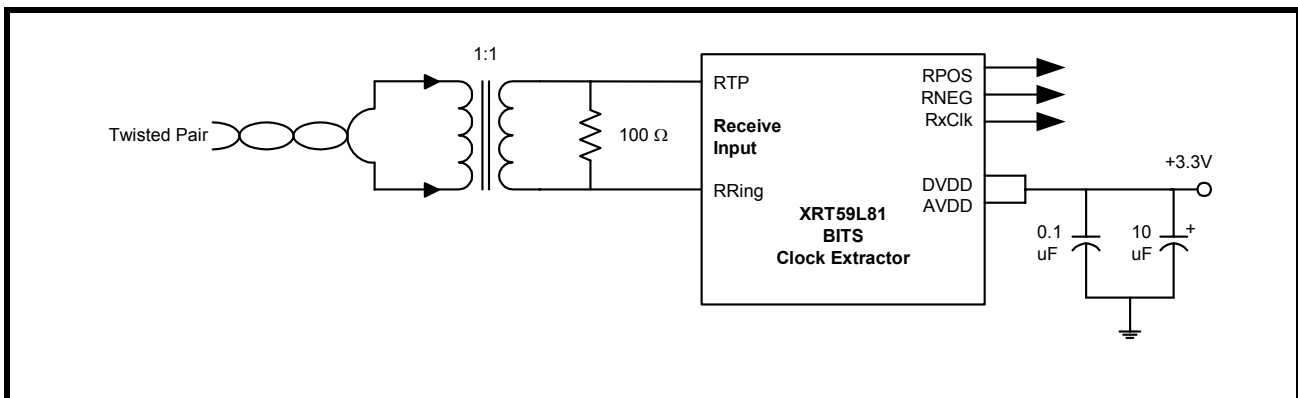 1:1
Twisted Pair
100 Ω
RTP
Receive
Input
RRing
XRT59L81
BITS
Clock Extractor
RPOS
RNEG
RxClk
DVDD
AVDD
+3.3V
0.1
uF
10
uF
+